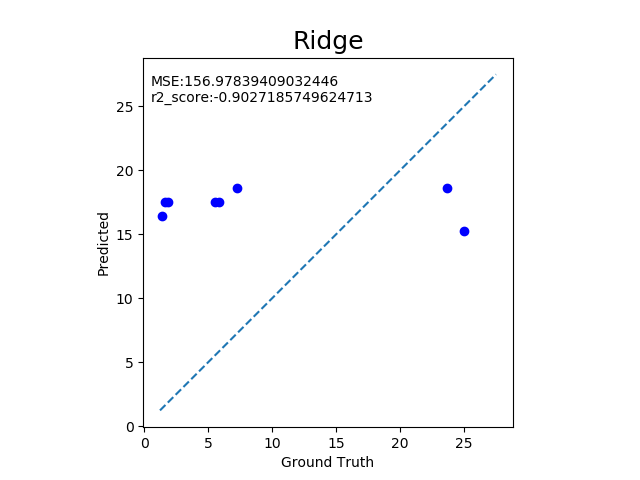 Ridge
MSE:156.97839409032446
r2_score:-0.9027185749624713
25
20
15
10
5
0
Predicted
0 5 10 15 20 25
Ground Truth